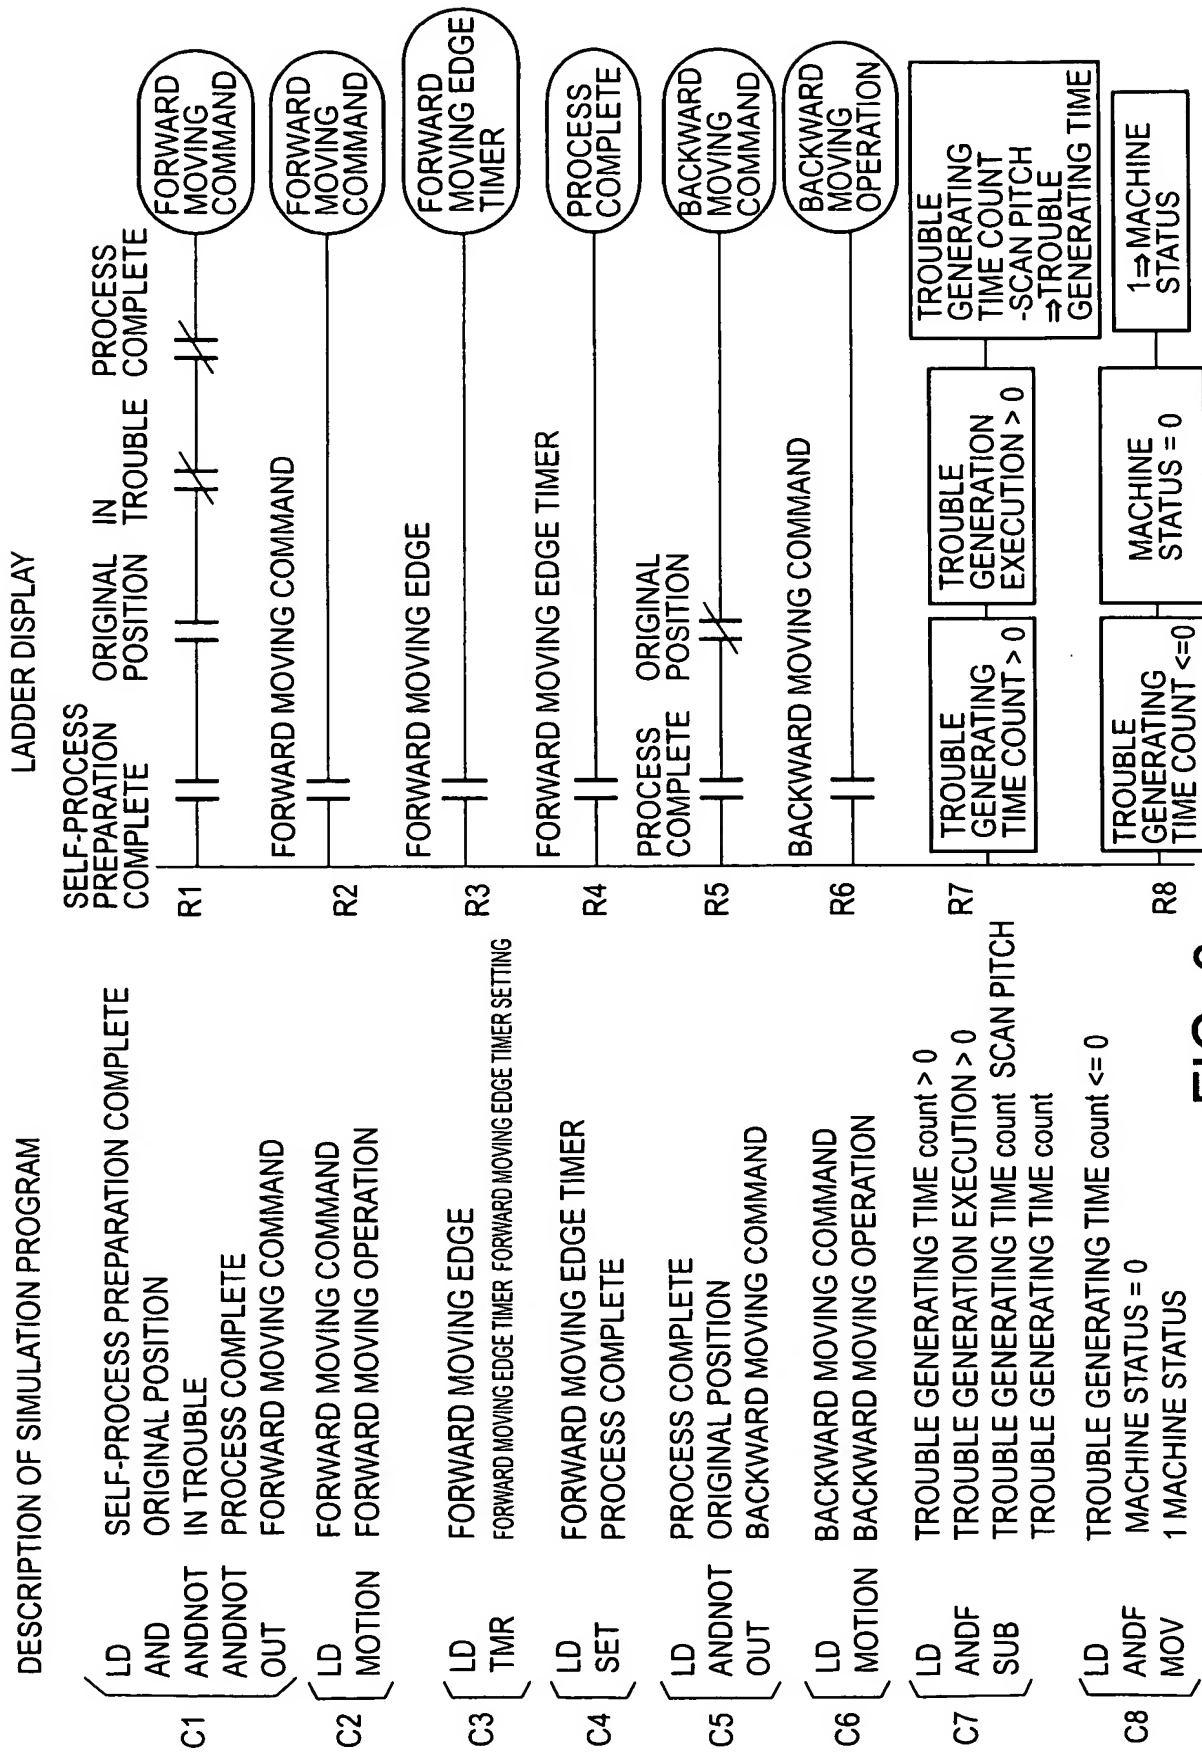 DESCRIPTION OF SIMULATION PROGRAM
C1
LD SELF-PROCESS PREPARATION COMPLETE
AND ORIGINAL POSITION
ANDNOT IN TROUBLE
ANDNOT PROCESS COMPLETE
OUT FORWARD MOVING COMMAND
C2
LD FORWARD MOVING COMMAND
MOTION FORWARD MOVING OPERATION
C3
LD FORWARD MOVING EDGE
TMR FORWARD MOVING EDGE TIMER FORWARD MOVING EDGE TIMER SETTING
C4
LD FORWARD MOVING EDGE TIMER
SET PROCESS COMPLETE
C5
LD PROCESS COMPLETE
ANDNOT ORIGINAL POSITION
OUT BACKWARD MOVING COMMAND
C6
LD BACKWARD MOVING COMMAND
MOTION BACKWARD MOVING OPERATION
C7
LD TROUBLE GENERATING TIME count > 0
ANDF TROUBLE GENERATION EXECUTION > 0
SUB TROUBLE GENERATING TIME count SCAN PITCH
TROUBLE GENERATING TIME count
C8
LD TROUBLE GENERATING TIME count <= 0
ANDF MACHINE STATUS = 0
MOV 1 MACHINE STATUS
LADDER DISPLAY
R1
SELF-PROCESS
PREPARATION
COMPLETE
ORIGINAL
POSITION
IN
TROUBLE
PROCESS
COMPLETE
FORWARD
MOVING
COMMAND
R2
FORWARD MOVING COMMAND
FORWARD
MOVING
COMMAND
R3
FORWARD MOVING EDGE
FORWARD
MOVING EDGE
TIMER
R4
FORWARD MOVING EDGE TIMER
PROCESS
COMPLETE
R5
PROCESS
COMPLETE
ORIGINAL
POSITION
BACKWARD
MOVING
COMMAND
R6
BACKWARD MOVING COMMAND
BACKWARD
MOVING
OPERATION
R7
TROUBLE
GENERATING
TIME COUNT > 0
TROUBLE
GENERATION
EXECUTION > 0
TROUBLE
GENERATING
TIME COUNT
-SCAN PITCH
⇒TROUBLE
GENERATING TIME
R8
TROUBLE
GENERATING
TIME COUNT <=0
MACHINE
STATUS = 0
1⇒MACHINE
STATUS